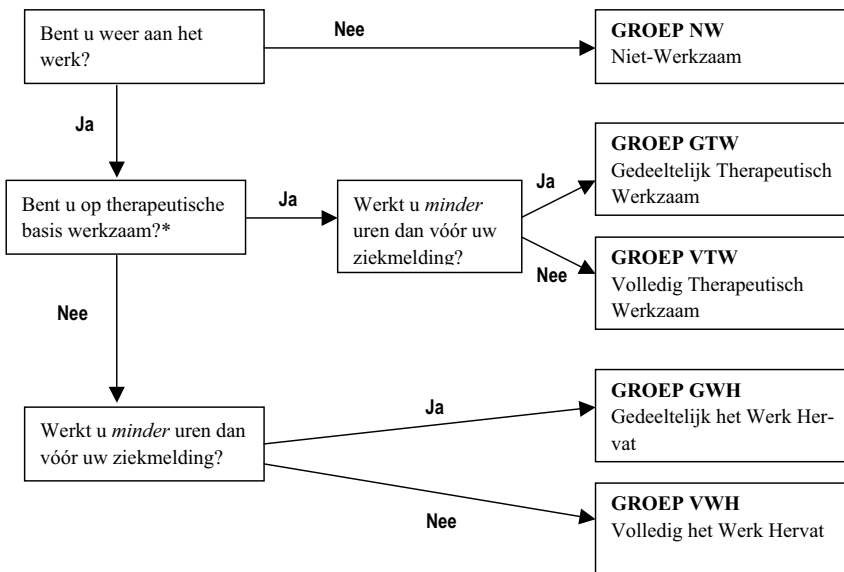 Bent u weer aan het
werk?
Nee
GROEP NW
Niet-Werkzaam
Ja
Bent u op therapeutische
basis werkzaam?*
Ja
Werkt u minder
uren dan vóór uw
ziekmelding?
Ja
GROEP GTW
Gedeeltelijk Therapeutisch
Werkzaam
Nee
GROEP VTW
Volledig Therapeutisch
Werkzaam
Nee
Werkt u minder uren dan
vóór uw ziekmelding?
Ja
GROEP GWH
Gedeeltelijk het Werk Her-
vat
Nee
GROEP VWH
Volledig het Werk Hervat